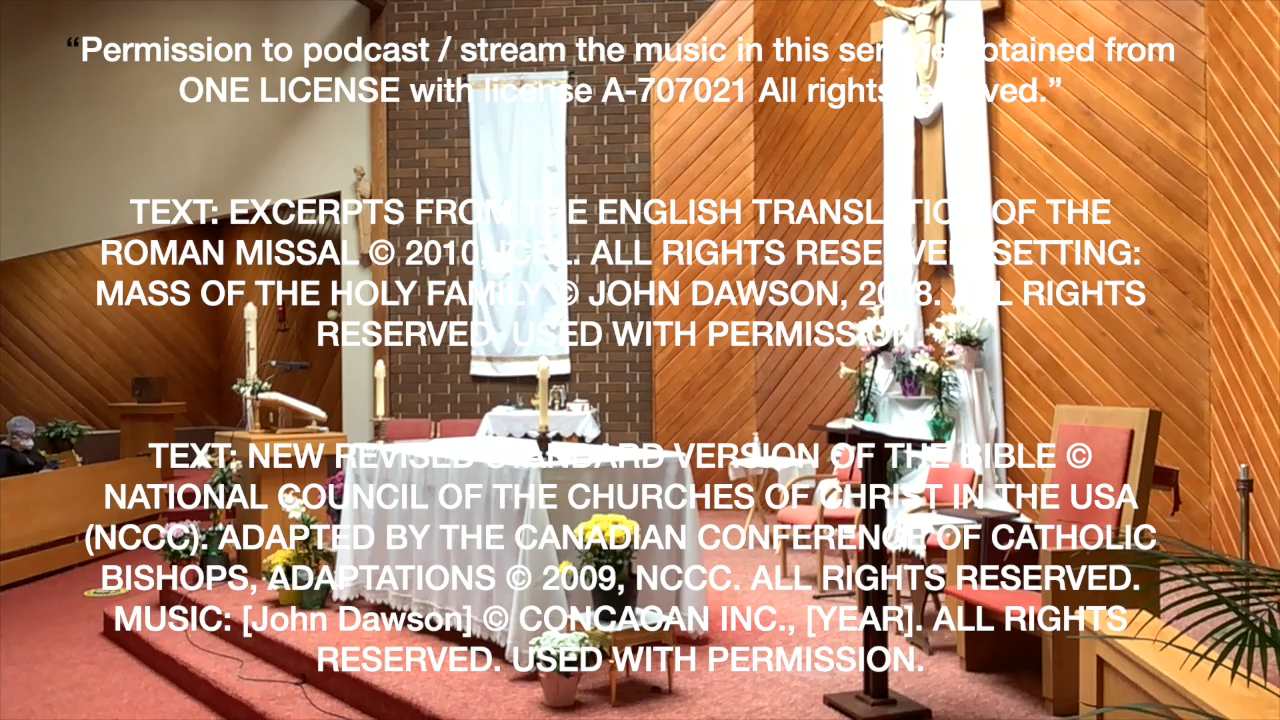 “Permission to podcast / stream the music in this service obtained from
ONE LICENSE with license A-707021 All rights reserved.”
TEXT: EXCERPTS FROM THE ENGLISH TRANSLATION OF THE
ROMAN MISSAL © 2010, ICEL. ALL RIGHTS RESERVED. SETTING:
MASS OF THE HOLY FAMILY © JOHN DAWSON, 2008. ALL RIGHTS
RESERVED. USED WITH PERMISSION.
TEXT: NEW REVISED STANDARD VERSION OF THE BIBLE ©
NATIONAL COUNCIL OF THE CHURCHES OF CHRIST IN THE USA
(NCCC). ADAPTED BY THE CANADIAN CONFERENCE OF CATHOLIC
BISHOPS, ADAPTATIONS © 2009, NCCC. ALL RIGHTS RESERVED.
MUSIC: [John Dawson] © CONCACAN INC., [YEAR]. ALL RIGHTS
RESERVED. USED WITH PERMISSION.